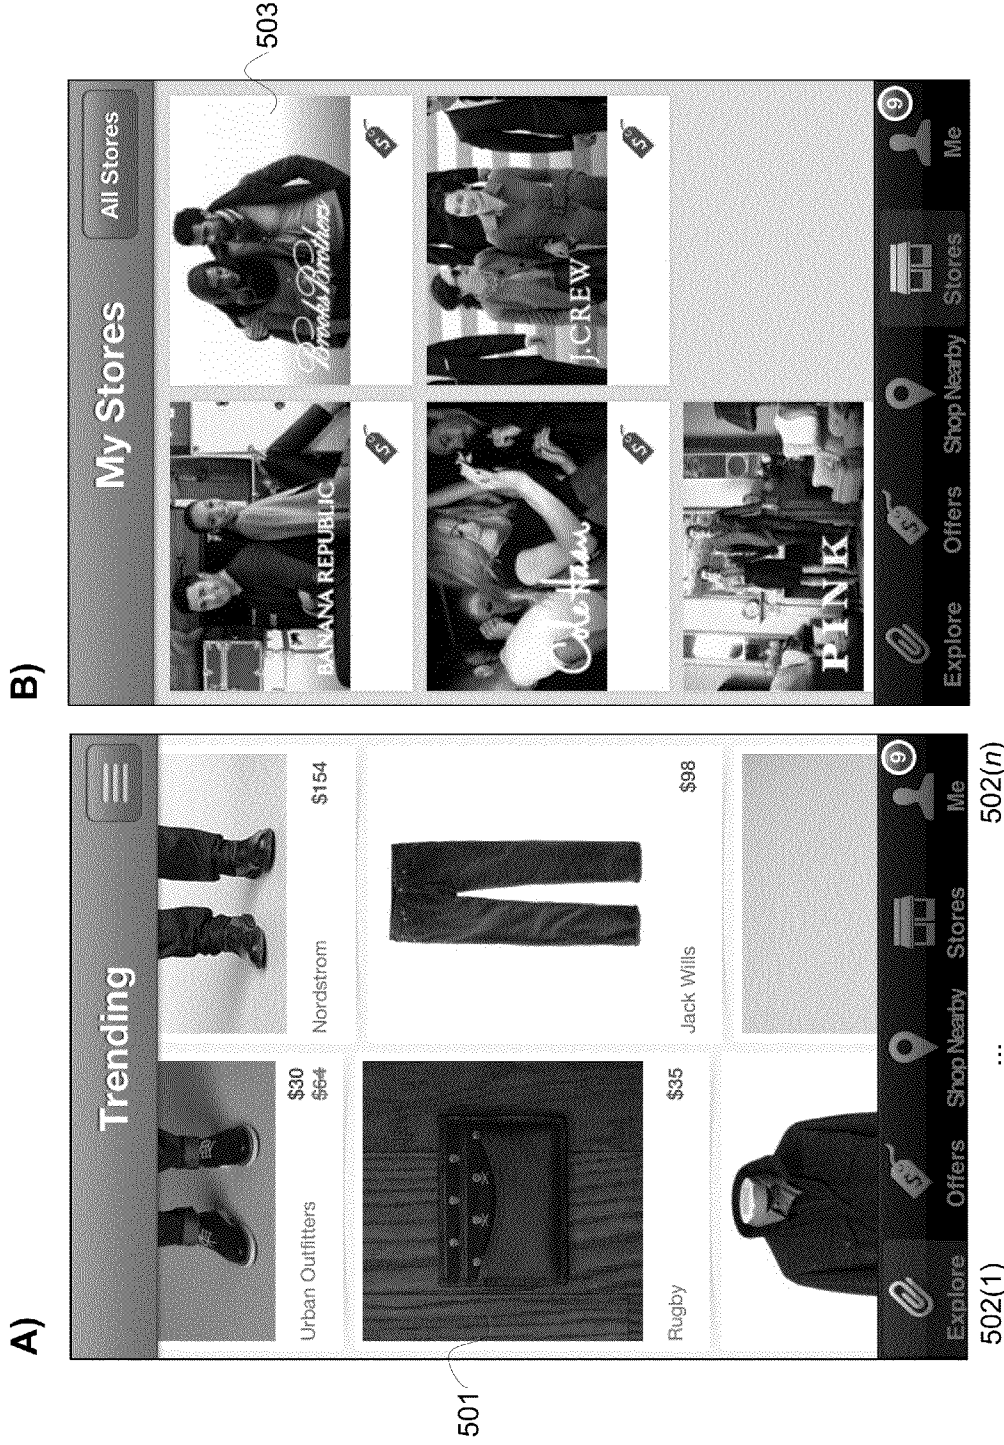 A)
Trending
Urban Outfitters
$30
$64
Nordstrom
$154
501
Rugby
$35
Jack Wills
$98
Explore
Offers
Shop Nearby
Stores
Me
9
502(1)
...
502(n)
B)
My Stores
All Stores
503
BANANA REPUBLIC
Brooks Brothers
$
$
Cole Haan
J.CREW
$
$
PINK
Explore
Offers
Shop Nearby
Stores
Me
9